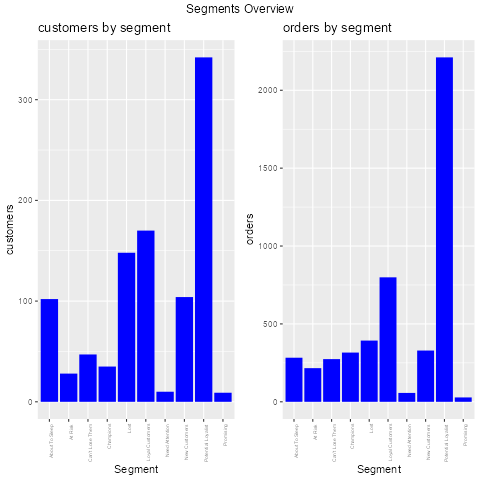 Segments Overview
customers by segment
orders by segment
customers
300
200
100
0
About To Sleep
At Risk
Can't Lose Them
Champions
Lost
Loyal Customers
Need Attention
New Customers
Potential Loyalist
Promising
Segment
orders
2000
1500
1000
500
0
About To Sleep
At Risk
Can't Lose Them
Champions
Lost
Loyal Customers
Need Attention
New Customers
Potential Loyalist
Promising
Segment